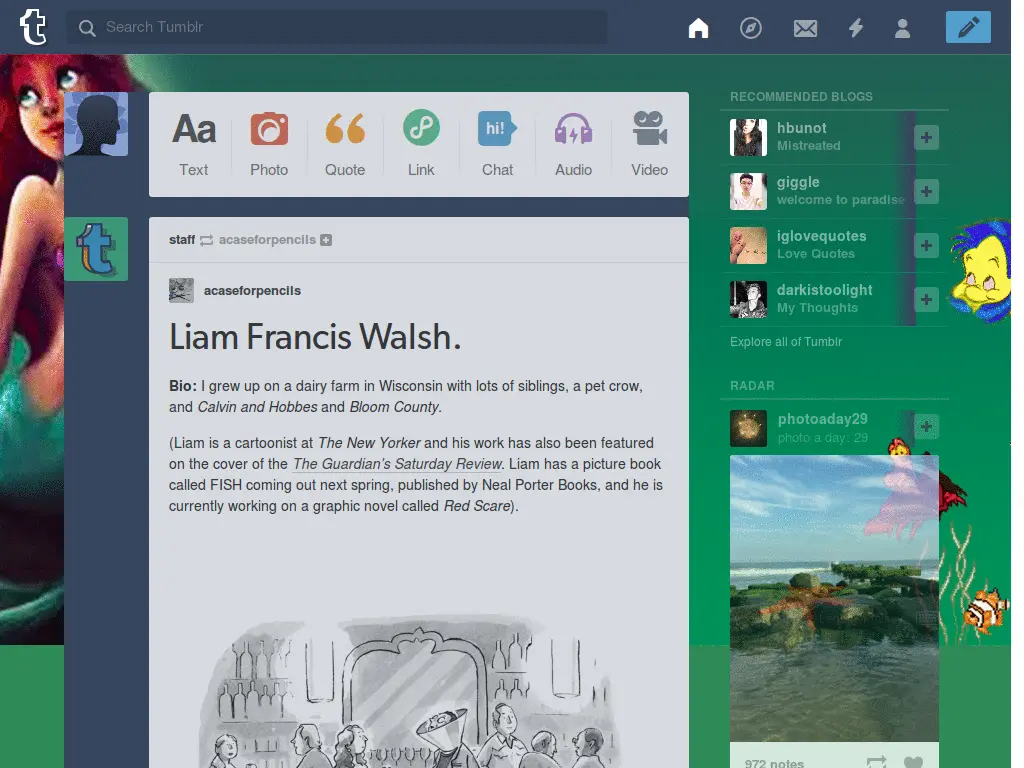 Search Tumblr
Aa
hi!
Text Photo Quote Link Chat Audio Video
staff acaseforpencils
acaseforpencils
Liam Francis Walsh.
Bio: I grew up on a dairy farm in Wisconsin with lots of siblings, a pet crow,
and Calvin and Hobbes and Bloom County.
(Liam is a cartoonist at The New Yorker and his work has also been featured
on the cover of the The Guardian's Saturday Review. Liam has a picture book
called FISH coming out next spring, published by Neal Porter Books, and he is
currently working on a graphic novel called Red Scare).
RECOMMENDED BLOGS
hbunot
Mistreated
giggle
welcome to paradise
iglovequotes
Love Quotes
darkistoolight
My Thoughts
Explore all of Tumblr
RADAR
photoaday29
photo a day: 29
972 notes